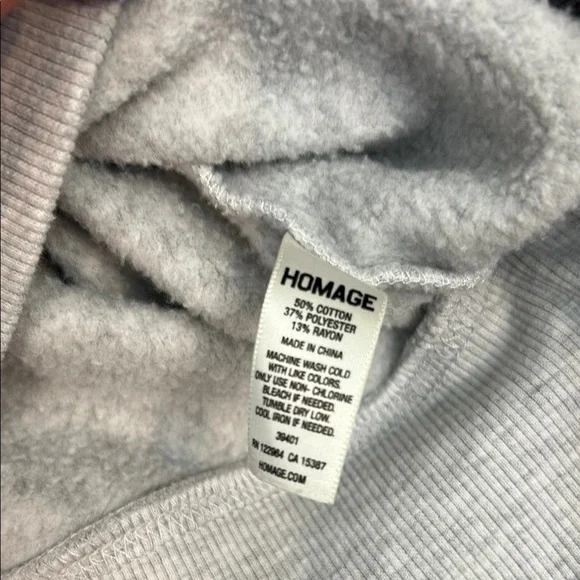 HOMAGE
50% COTTON
37% POLYESTER
13% RAYON
MADE IN CHINA
MACHINE WASH COLD
WITH LIKE COLORS.
ONLY USE NON- CHLORINE
BLEACH IF NEEDED.
TUMBLE DRY LOW.
COOL IRON IF NEEDED.
39401
RN 122964 CA 15387
HOMAGE.COM